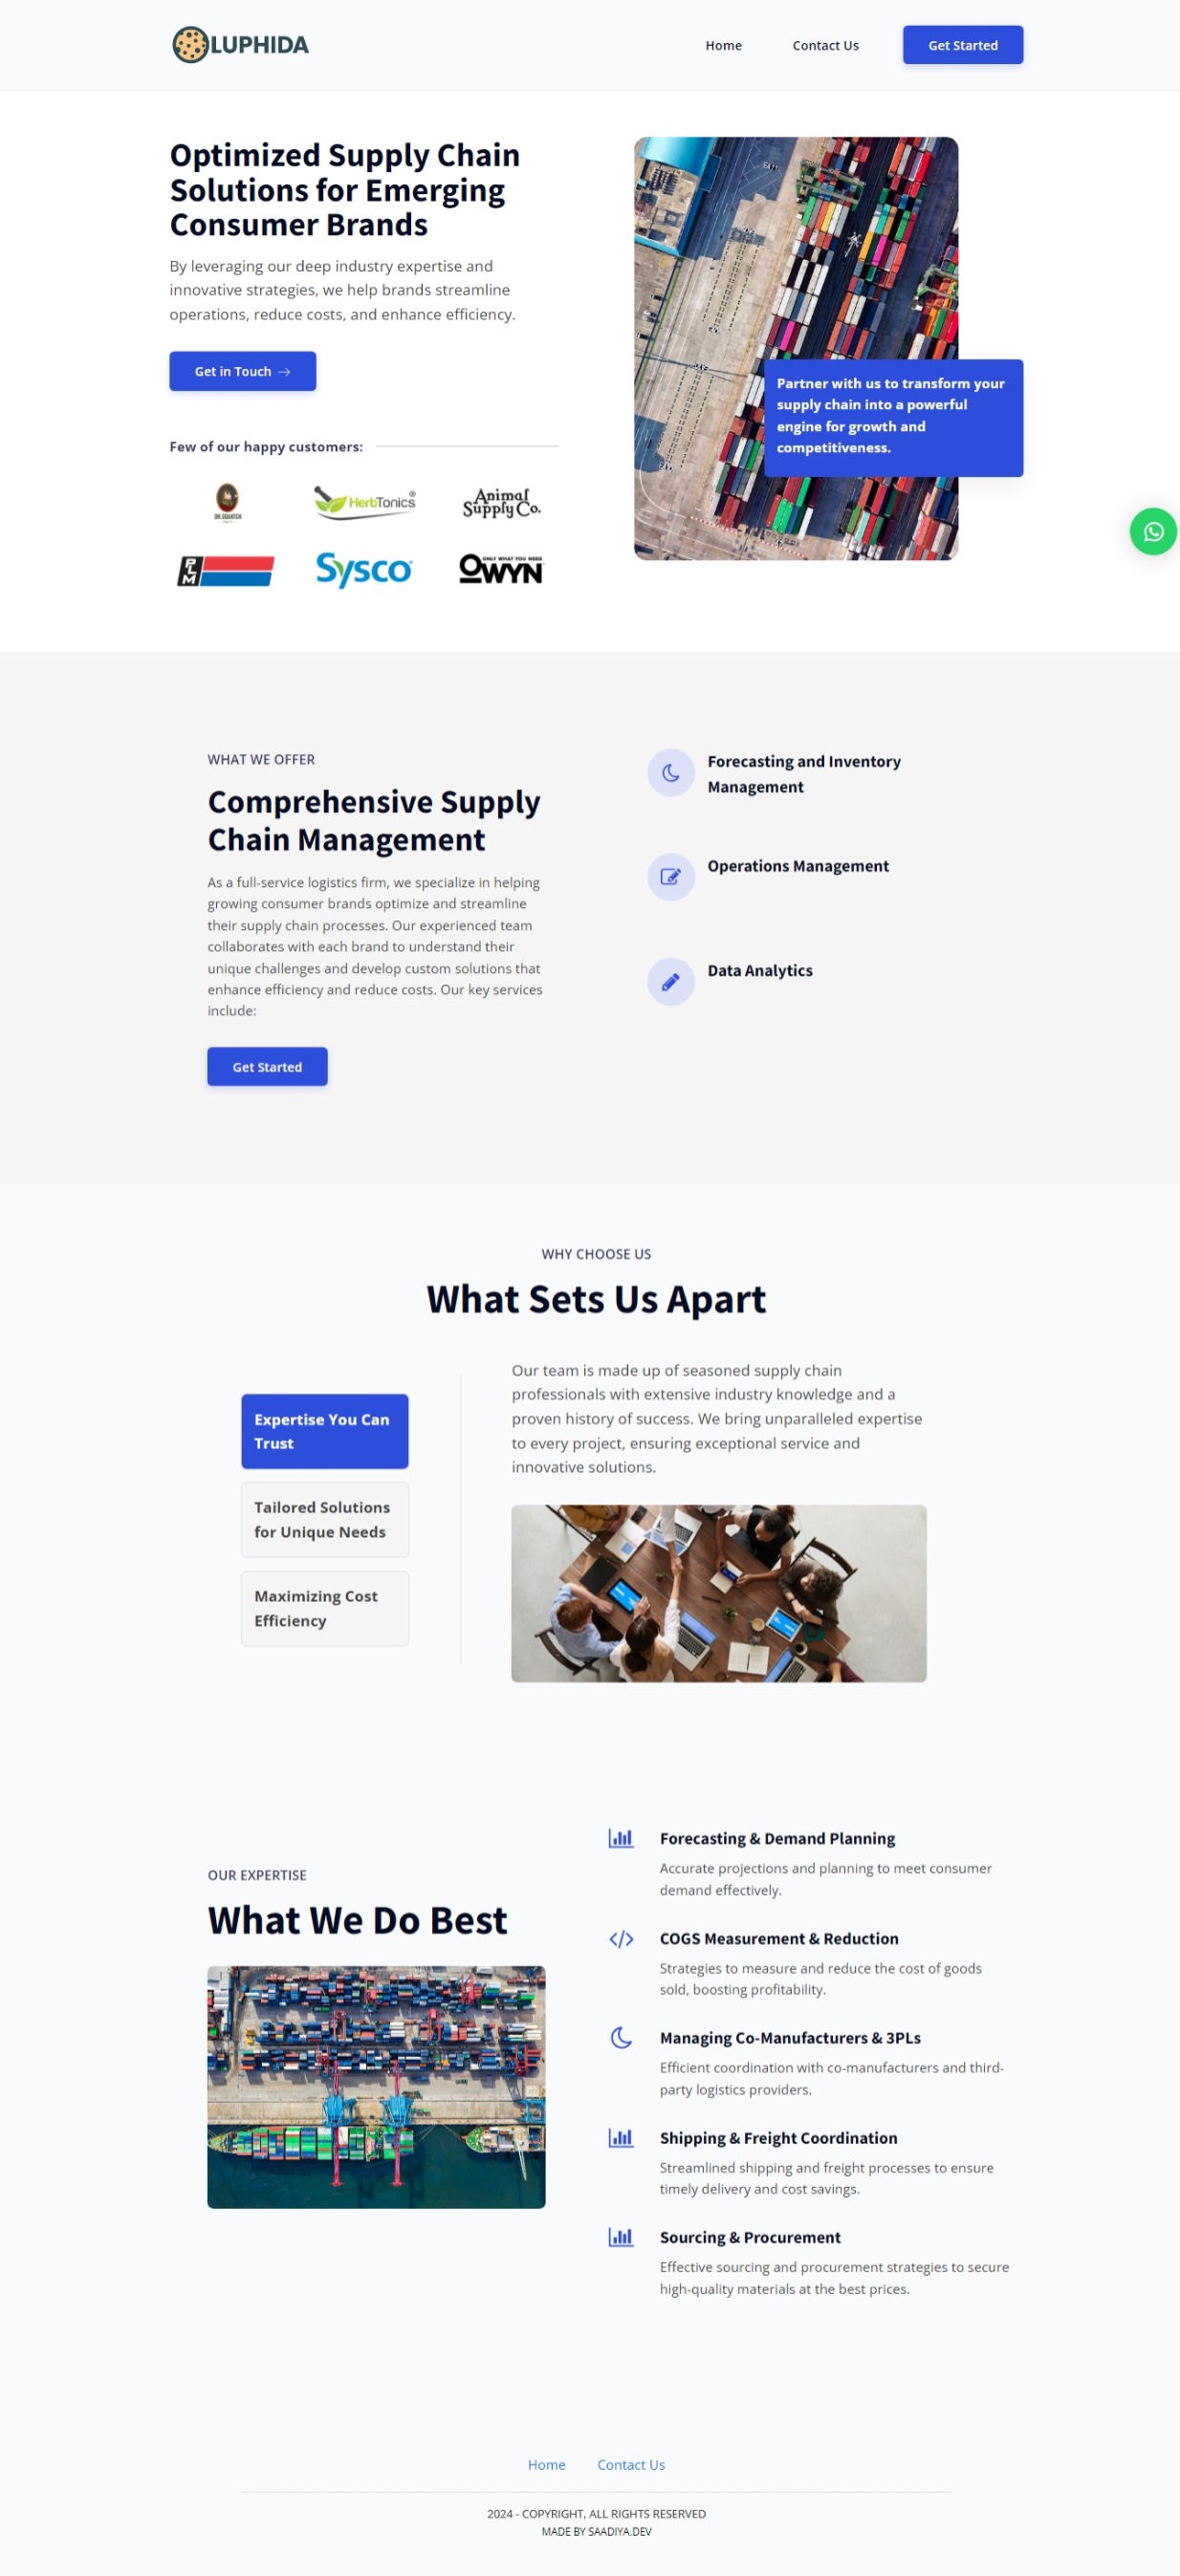 LUPHIDA
Home
Contact Us
Get Started
Optimized Supply Chain
Solutions for Emerging
Consumer Brands
By leveraging our deep industry expertise and
innovative strategies, we help brands streamline
operations, reduce costs, and enhance efficiency.
Get in Touch →
Partner with us to transform your
supply chain into a powerful
engine for growth and
competitiveness.
Few of our happy customers:
DR. SQUATCH
HerbTonics®
Animal
Supply Co.
PLM
Sysco
ONLY WHAT YOU NEED
OWYN
WHAT WE OFFER
Comprehensive Supply
Chain Management
As a full-service logistics firm, we specialize in helping
growing consumer brands optimize and streamline
their supply chain processes. Our experienced team
collaborates with each brand to understand their
unique challenges and develop custom solutions that
enhance efficiency and reduce costs. Our key services
include:
Get Started
Forecasting and Inventory
Management
Operations Management
Data Analytics
WHY CHOOSE US
What Sets Us Apart
Expertise You Can
Trust
Tailored Solutions
for Unique Needs
Maximizing Cost
Efficiency
Our team is made up of seasoned supply chain
professionals with extensive industry knowledge and a
proven history of success. We bring unparalleled expertise
to every project, ensuring exceptional service and
innovative solutions.
OUR EXPERTISE
What We Do Best
Forecasting & Demand Planning
Accurate projections and planning to meet consumer
demand effectively.
COGS Measurement & Reduction
Strategies to measure and reduce the cost of goods
sold, boosting profitability.
Managing Co-Manufacturers & 3PLs
Efficient coordination with co-manufacturers and third-
party logistics providers.
Shipping & Freight Coordination
Streamlined shipping and freight processes to ensure
timely delivery and cost savings.
Sourcing & Procurement
Effective sourcing and procurement strategies to secure
high-quality materials at the best prices.
Home
Contact Us
2024 - COPYRIGHT, ALL RIGHTS RESERVED
MADE BY SAADIYA.DEV